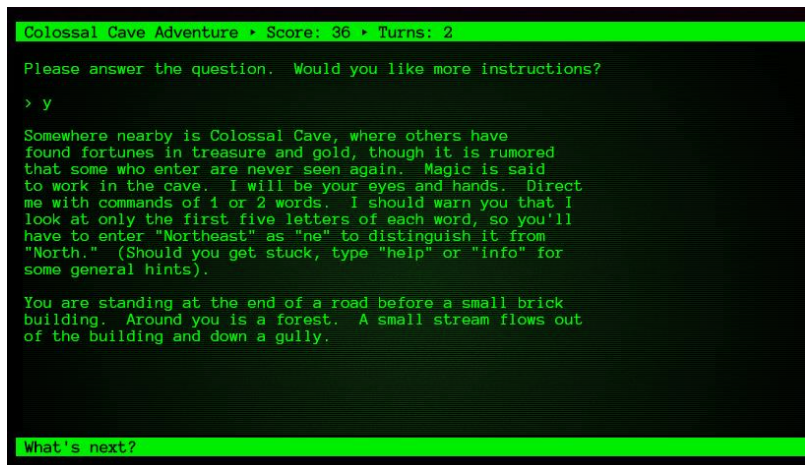 Colossal Cave Adventure ‣ Score: 36 ‣ Turns: 2
Please answer the question.  Would you like more instructions?
> y
Somewhere nearby is Colossal Cave, where others have
found fortunes in treasure and gold, though it is rumored
that some who enter are never seen again.  Magic is said
to work in the cave.  I will be your eyes and hands.  Direct
me with commands of 1 or 2 words.  I should warn you that I
look at only the first five letters of each word, so you'll
have to enter "Northeast" as "ne" to distinguish it from
"North."  (Should you get stuck, type "help" or "info" for
some general hints).
You are standing at the end of a road before a small brick
building.  Around you is a forest.  A small stream flows out
of the building and down a gully.
What's next?